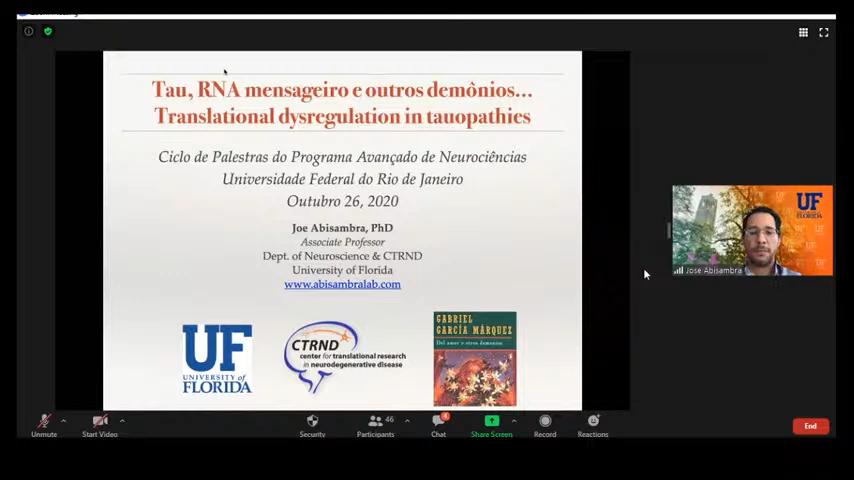 Tau, RNA mensageiro e outros demônios...
Translational dysregulation in tauopathies
Ciclo de Palestras do Programa Avançado de Neurociências
Universidade Federal do Rio de Janeiro
Outubro 26, 2020
Joe Abisambra, PhD
Associate Professor
Dept. of Neuroscience & CTRND
University of Florida
www.abisambralab.com
UF
UNIVERSITY of
FLORIDA
CTRND
center for translational research
in neurodegenerative disease
GABRIEL
GARCÍA MÁRQUEZ
Del amor y otros demonios
UF
FLORIDA
Jose Abisambra
Unmute
Start Video
Security
46
Participants
4
Chat
Share Screen
Record
Reactions
End